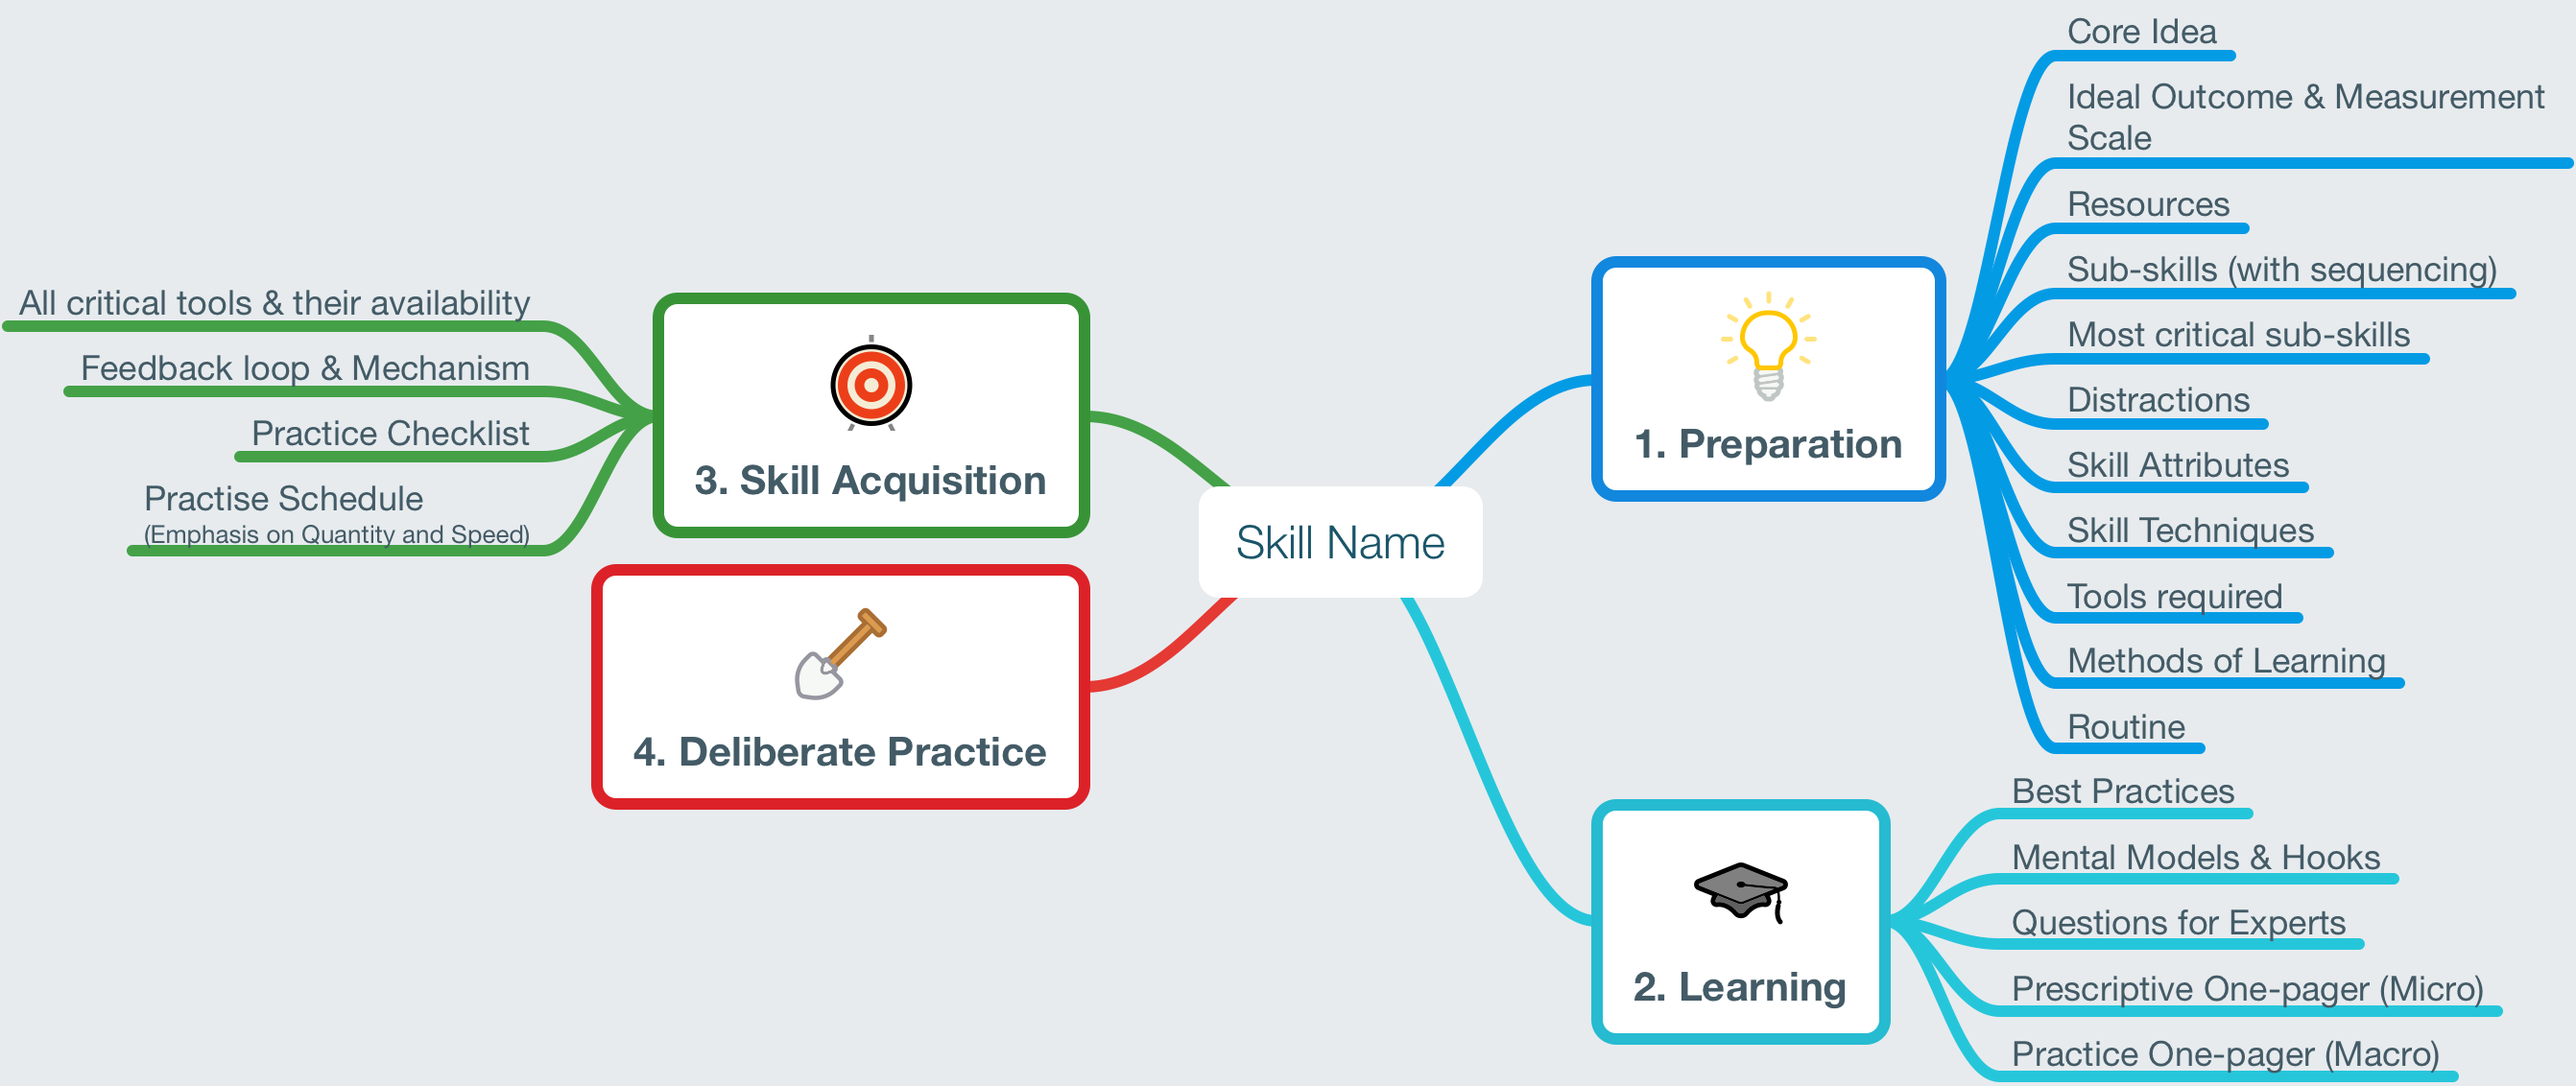 Skill Name
1. Preparation
Core Idea
Ideal Outcome & Measurement
Scale
Resources
Sub-skills (with sequencing)
Most critical sub-skills
Distractions
Skill Attributes
Skill Techniques
Tools required
Methods of Learning
Routine
2. Learning
Best Practices
Mental Models & Hooks
Questions for Experts
Prescriptive One-pager (Micro)
Practice One-pager (Macro)
3. Skill Acquisition
All critical tools & their availability
Feedback loop & Mechanism
Practice Checklist
Practise Schedule
(Emphasis on Quantity and Speed)
4. Deliberate Practice